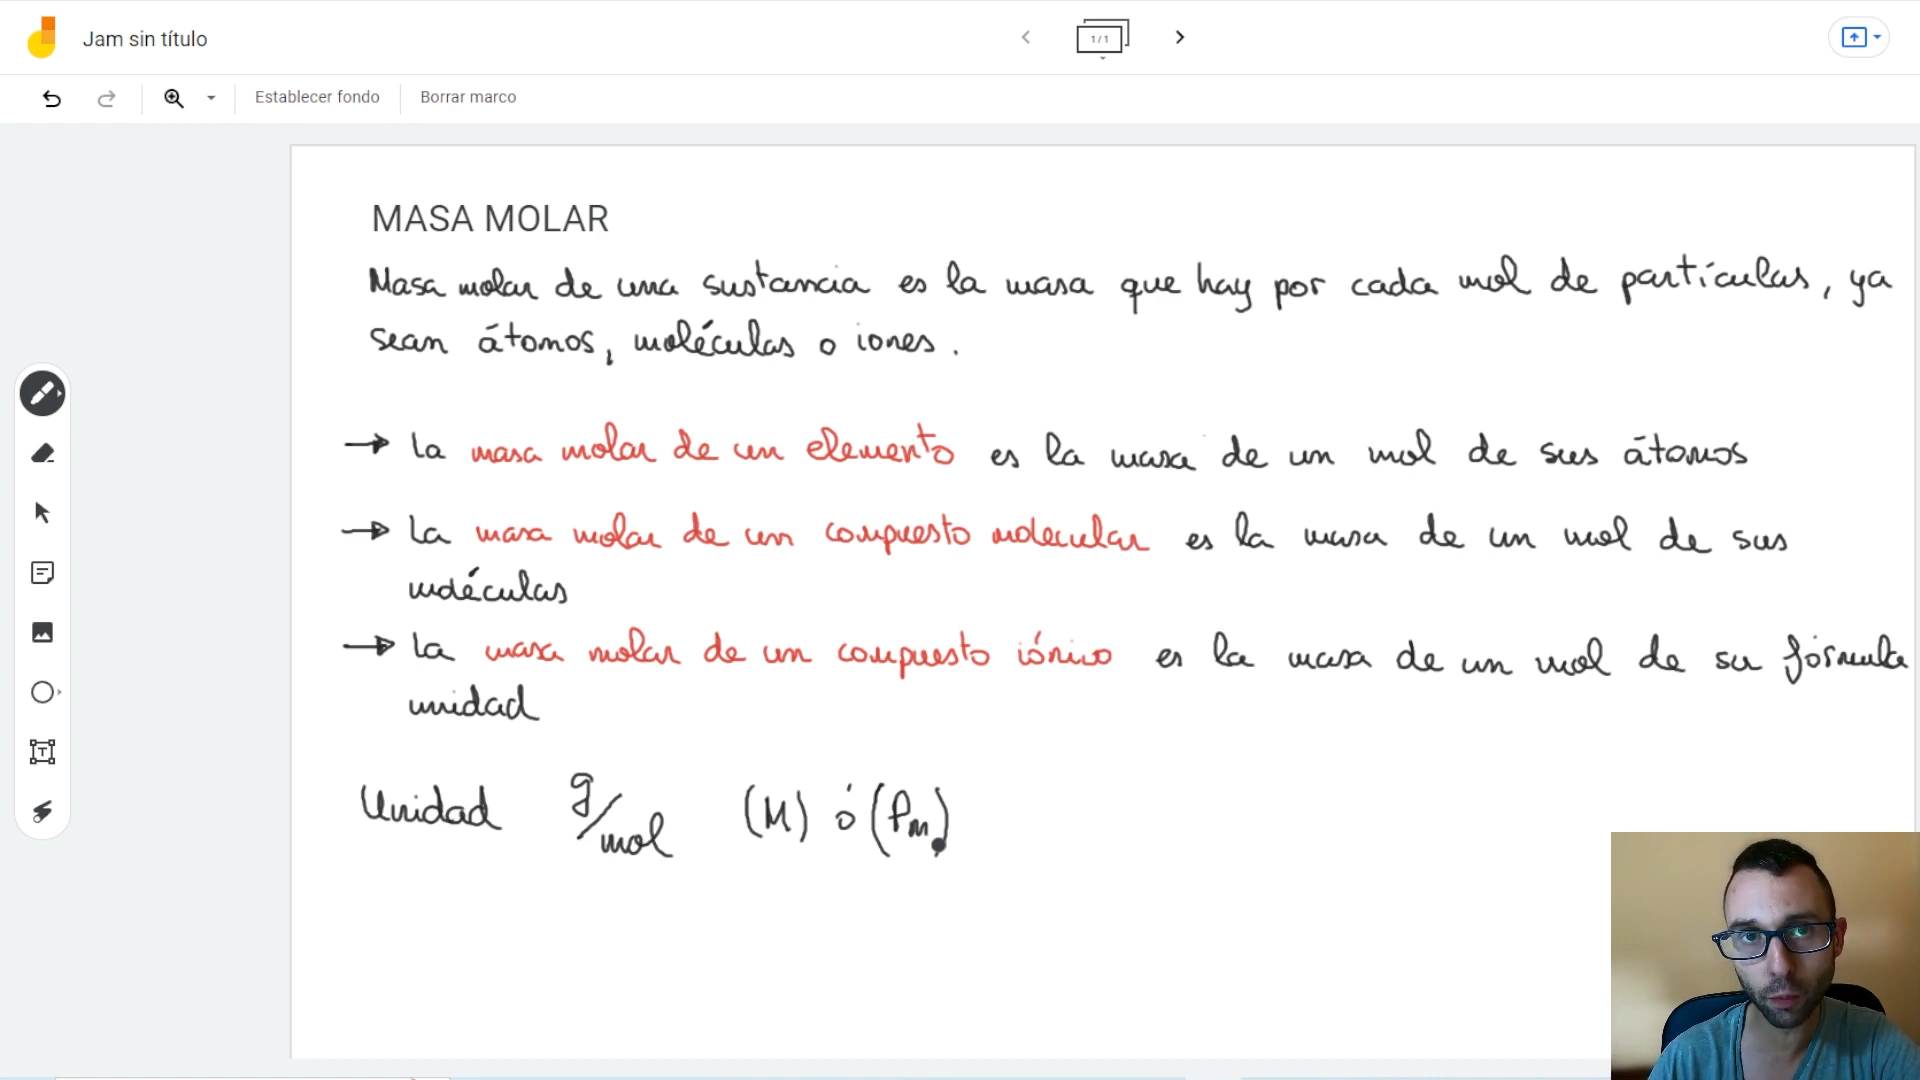 Jam sin título
1/1
Establecer fondo
Borrar marco
MASA MOLAR
Masa molar de una sustancia es la masa que hay por cada mol de partículas, ya
sean átomos, moléculas o iones.
→ La masa molar de un elemento es la masa de un mol de sus átomos
→ La masa molar de un compuesto molecular es la masa de un mol de sus
moléculas
→ La masa molar de un compuesto iónico es la masa de un mol de su fórmula
unidad
Unidad g/mol (M) ó (Pm)